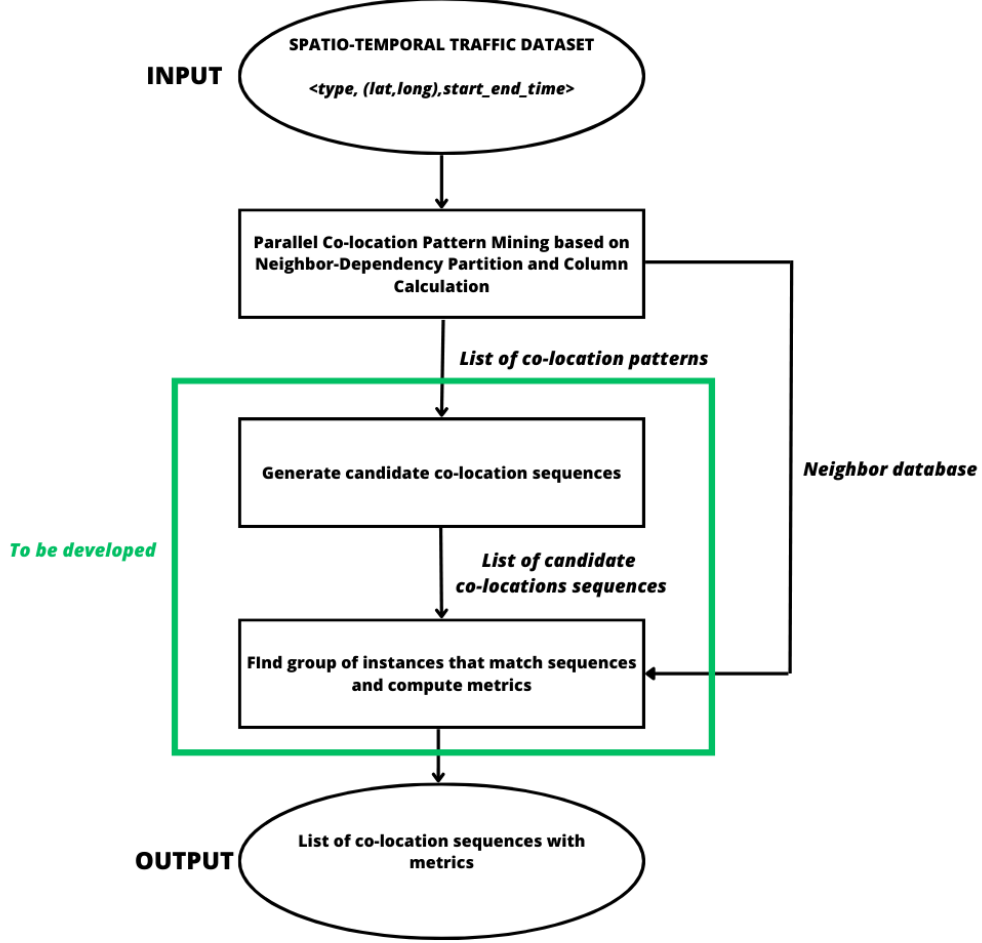 SPATIO-TEMPORAL TRAFFIC DATASET
INPUT
<type, (lat,long),start_end_time>
Parallel Co-location Pattern Mining based on
Neighbor-Dependency Partition and Column
Calculation
List of co-location patterns
Generate candidate co-location sequences
Neighbor database
To be developed
List of candidate
co-locations sequences
FInd group of instances that match sequences
and compute metrics
OUTPUT
List of co-location sequences with
metrics